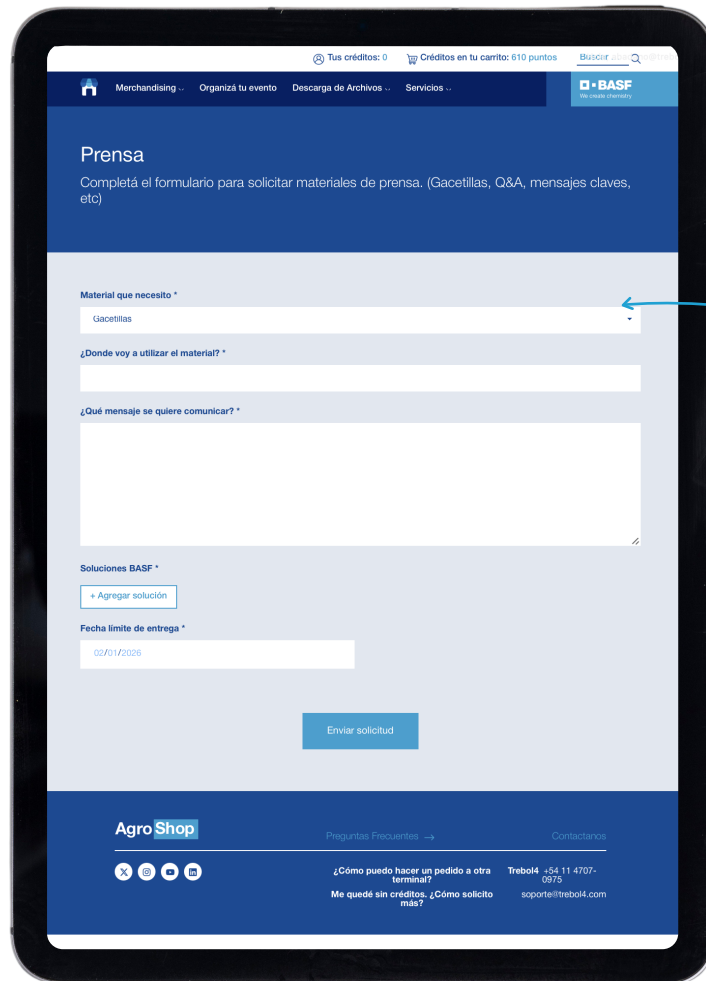 Tus créditos: 0
Créditos en tu carrito: 610 puntos
Buscar
Merchandising
Organizá tu evento
Descarga de Archivos
Servicios
BASF
We create chemistry
Prensa
Completá el formulario para solicitar materiales de prensa. (Gacetillas, Q&A, mensajes claves,
etc)
Material que necesito *
Gacetillas
¿Donde voy a utilizar el material? *
¿Qué mensaje se quiere comunicar? *
Soluciones BASF *
+ Agregar solución
Fecha límite de entrega *
02/01/2026
Enviar solicitud
Agro Shop
Preguntas Frecuentes →
Contactanos
¿Cómo puedo hacer un pedido a otra
terminal?
Me quedé sin créditos. ¿Cómo solicito
más?
Trebol4 +54 11 4707-
0975
soporte@trebol4.com